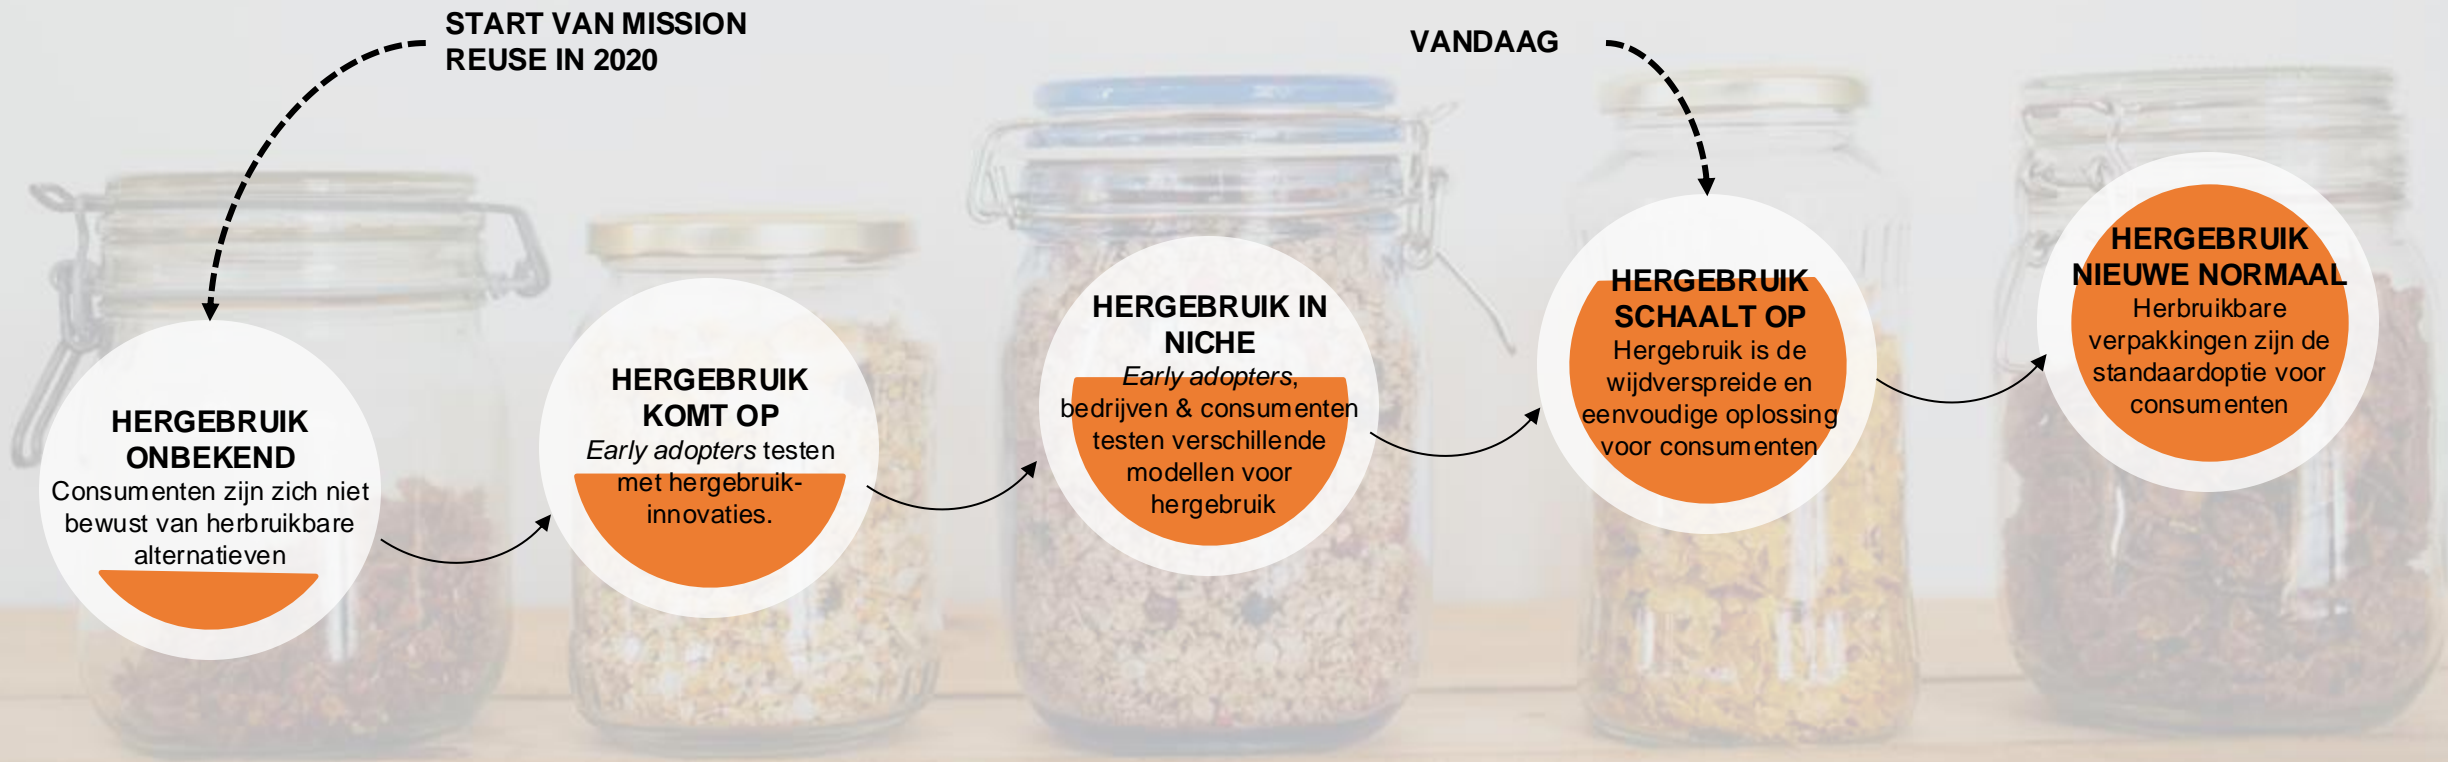 START VAN MISSION
REUSE IN 2020
VANDAAG
HERGEBRUIK
ONBEKEND
Consumenten zijn zich niet
bewust van herbruikbare
alternatieven
HERGEBRUIK
KOMT OP
Early adopters testen
met hergebruik-
innovaties.
HERGEBRUIK IN
NICHE
Early adopters,
bedrijven & consumenten
testen verschillende
modellen voor
hergebruik
HERGEBRUIK
SCHAALT OP
Hergebruik is de
wijdverspreide en
eenvoudige oplossing
voor consumenten
HERGEBRUIK
NIEUWE NORMAAL
Herbruikbare
verpakkingen zijn de
standaardoptie voor
consumenten